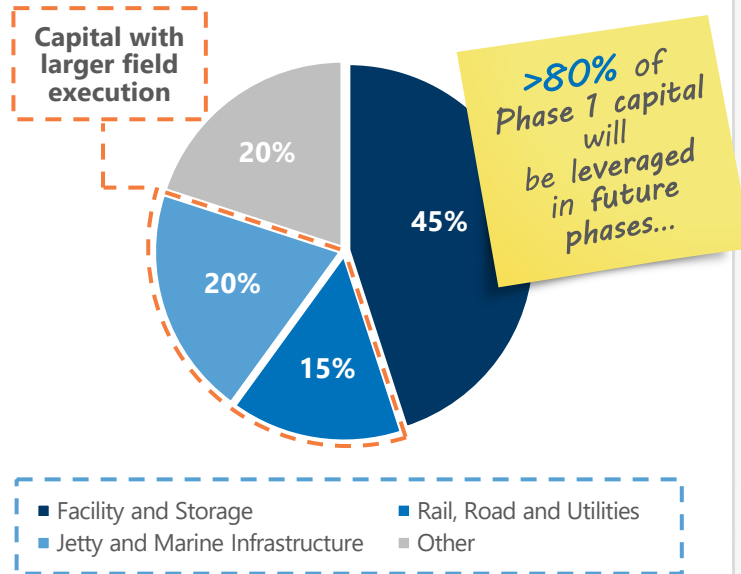 Capital with
larger field
execution
>80% of
Phase 1 capital
will
be leveraged
in future
phases...
20%
45%
20%
15%
Facility and Storage
Rail, Road and Utilities
Jetty and Marine Infrastructure
Other